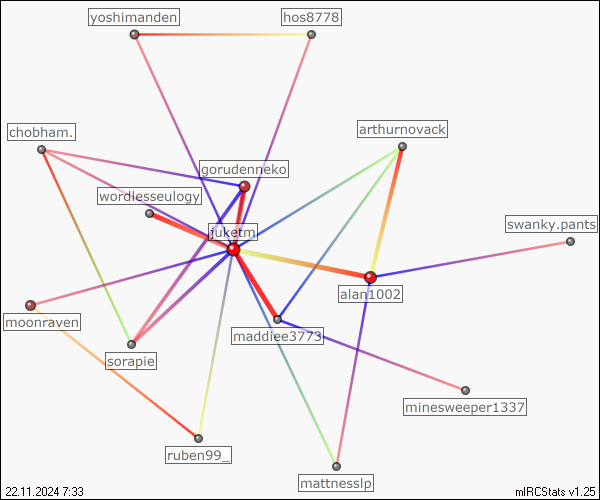 yoshimanden
hos8778
chobham.
arthurnovack
gorudenneko
wordlesseulogy
swanky.pants
juketm
alan1002
moonraven
maddiee3773
sorapie
minesweeper1337
ruben99_
mattnesslp
22.11.2024 7:33
mIRCStats v1.25